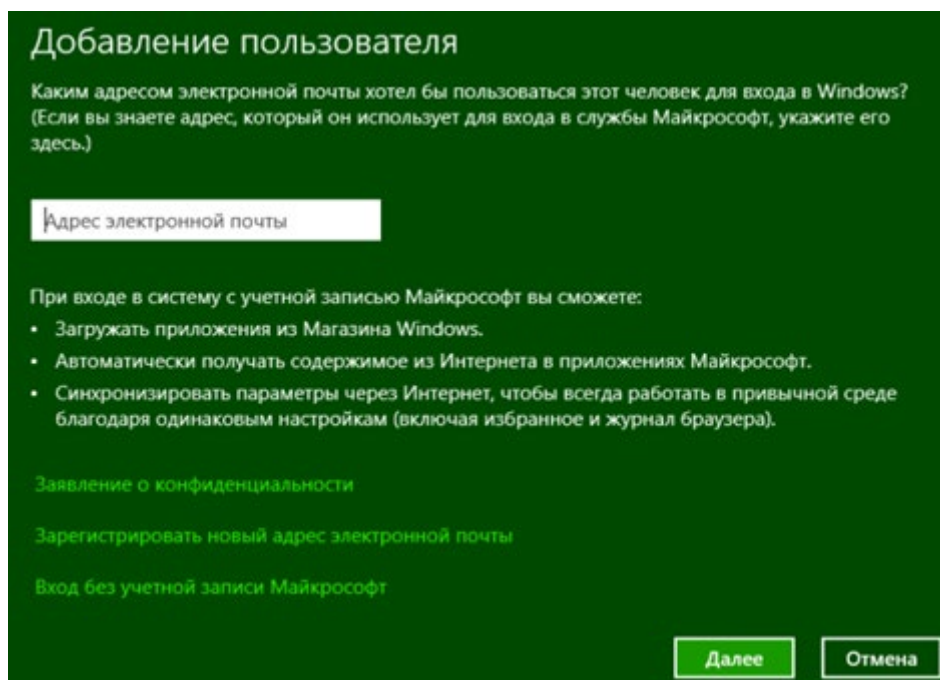 Добавление пользователя
Каким адресом электронной почты хотел бы пользоваться этот человек для входа в Windows?
(Если вы знаете адрес, который он использует для входа в службы Майкрософт, укажите его
здесь.)
Адрес электронной почты
При входе в систему с учетной записью Майкрософт вы сможете:
• Загружать приложения из Магазина Windows.
• Автоматически получать содержимое из Интернета в приложениях Майкрософт.
• Синхронизировать параметры через Интернет, чтобы всегда работать в привычной среде
благодаря одинаковым настройкам (включая избранное и журнал браузера).
Заявление о конфиденциальности
Зарегистрировать новый адрес электронной почты
Вход без учетной записи Майкрософт
Далее Отмена